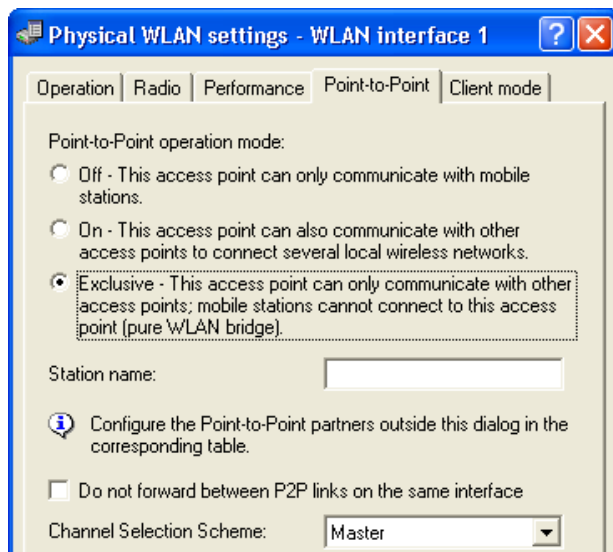 Physical WLAN settings - WLAN interface 1
Operation Radio Performance Point-to-Point Client mode
Point-to-Point operation mode:
Off - This access point can only communicate with mobile
stations.
On - This access point can also communicate with other
access points to connect several local wireless networks.
Exclusive - This access point can only communicate with other
access points; mobile stations cannot connect to this access
point (pure WLAN bridge).
Station name:
Configure the Point-to-Point partners outside this dialog in the
corresponding table.
Do not forward between P2P links on the same interface
Channel Selection Scheme: Master